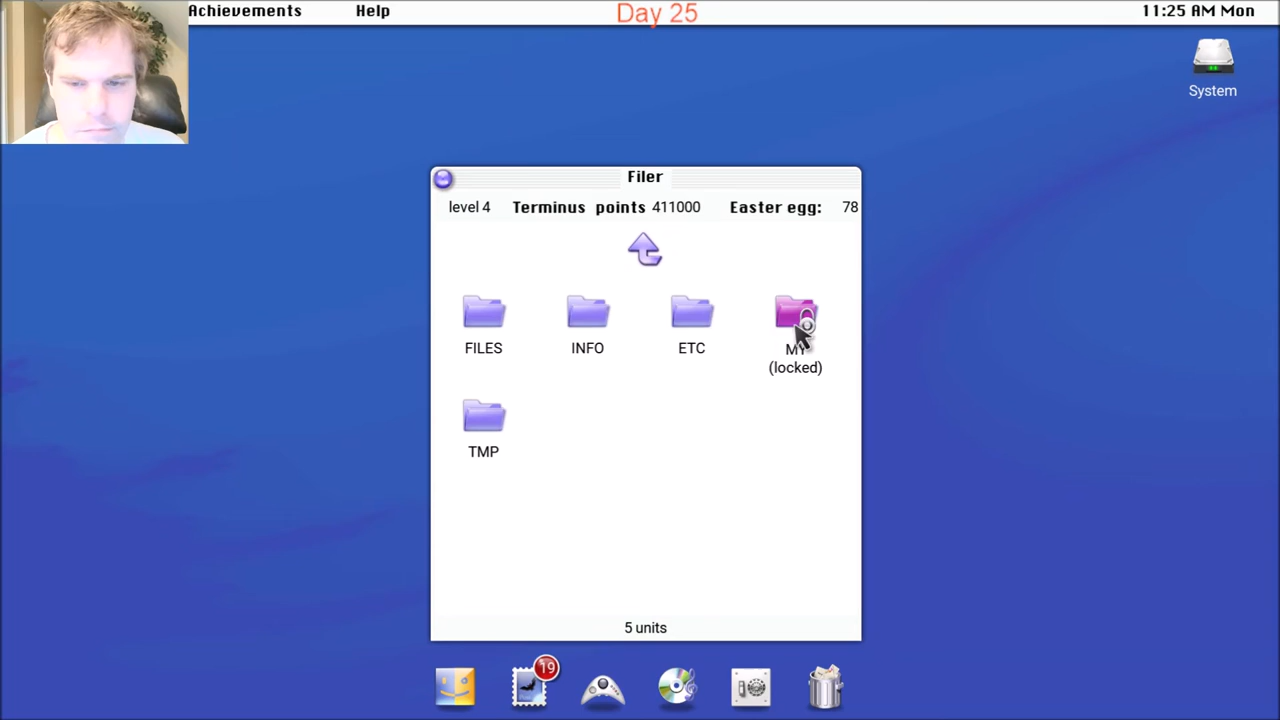 Achievements Help Day 25 11:25 AM Mon
System
Filer
level 4 Terminus points 411000 Easter egg: 78
FILES INFO ETC MY
(locked)
TMP
5 units
19